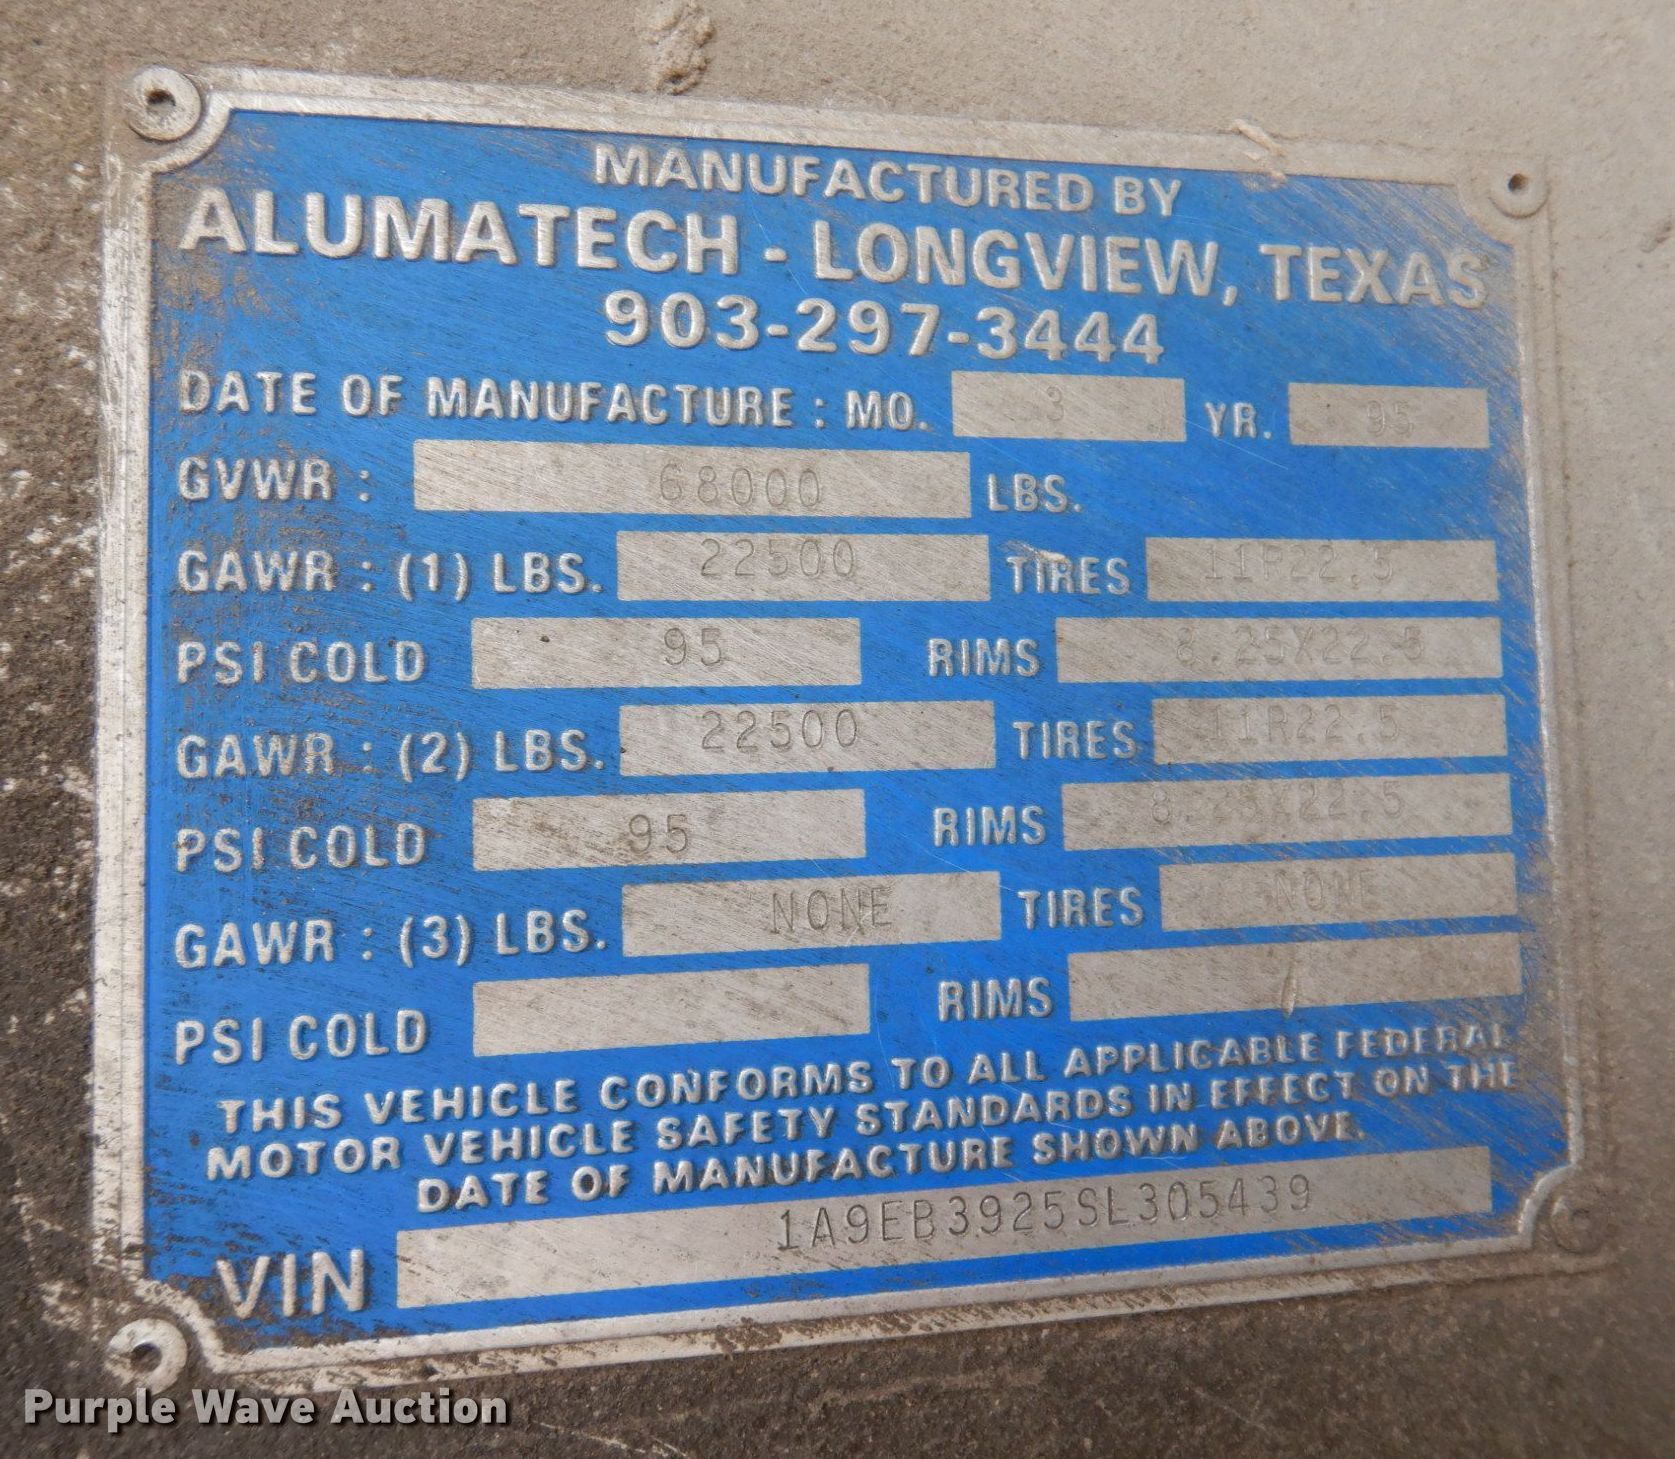 MANUFACTURED BY
ALUMATECH - LONGVIEW, TEXAS
903-297-3444
DATE OF MANUFACTURE : MO. 3 YR. 95
GVWR : 68000 LBS.
GAWR : (1) LBS. 22500 TIRES 11R22.5
PSI COLD 95 RIMS 8.25X22.5
GAWR : (2) LBS. 22500 TIRES 11R22.5
PSI COLD 95 RIMS 8.25X22.5
GAWR : (3) LBS. NONE TIRES NONE
PSI COLD RIMS
THIS VEHICLE CONFORMS TO ALL APPLICABLE FEDERAL
MOTOR VEHICLE SAFETY STANDARDS IN EFFECT ON THE
DATE OF MANUFACTURE SHOWN ABOVE.
VIN 1A9EB3925SL305439
Purple Wave Auction